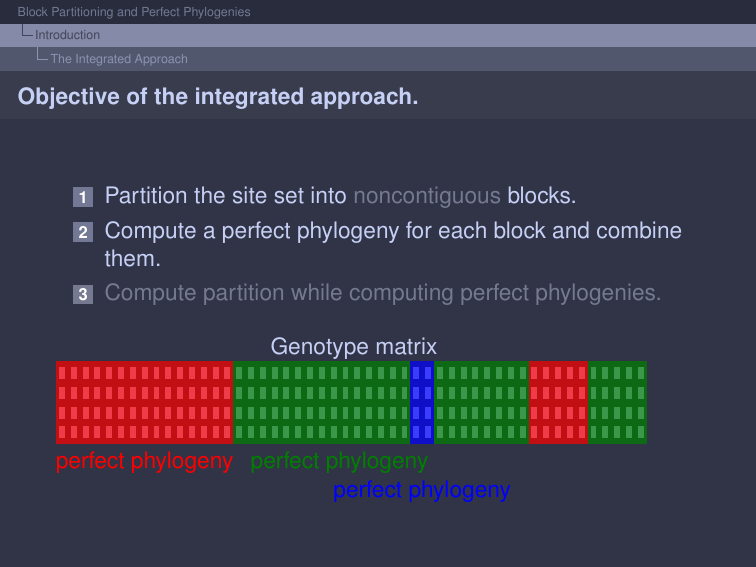 Block Partitioning and Perfect Phylogenies
Introduction
The Integrated Approach
Objective of the integrated approach.
1 Partition the site set into noncontiguous blocks.
2 Compute a perfect phylogeny for each block and combine
them.
3 Compute partition while computing perfect phylogenies.
Genotype matrix
perfect phylogeny perfect phylogeny
perfect phylogeny